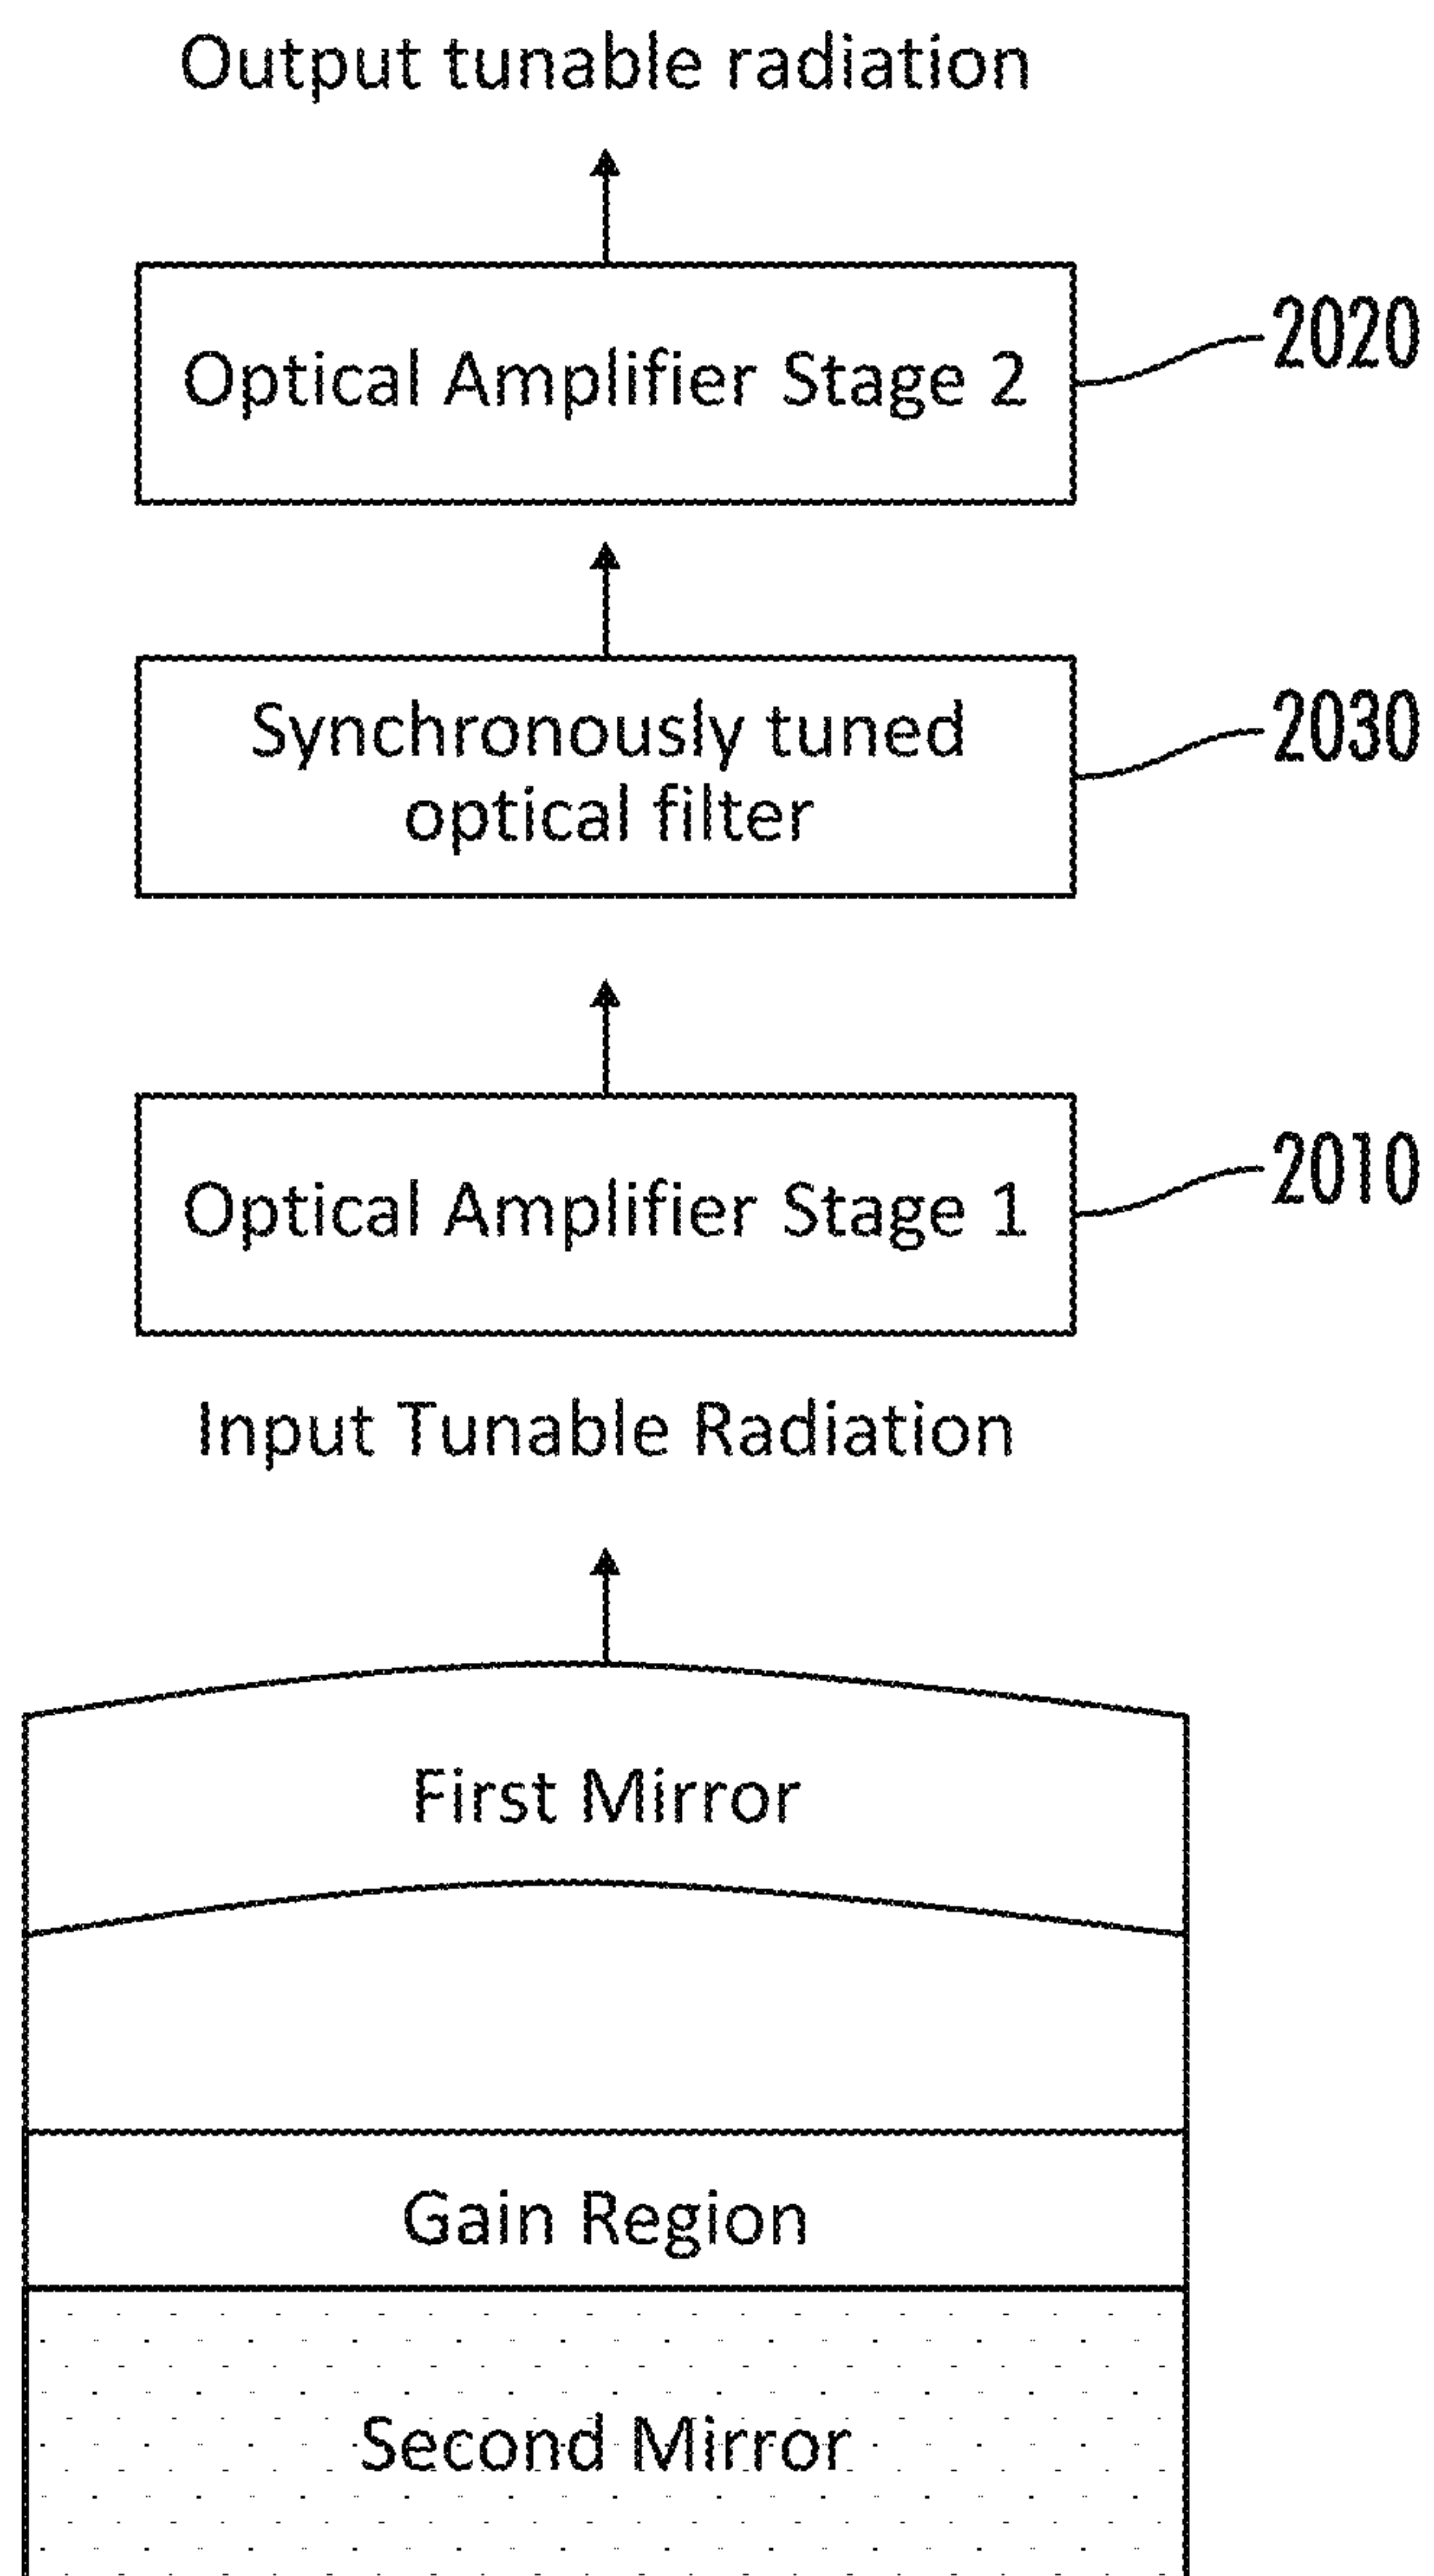 Output tunable radiation
Optical Amplifier Stage 2
2020
Synchronously tuned
optical filter
2030
Optical Amplifier Stage 1
2010
Input Tunable Radiation
First Mirror
Gain Region
Second Mirror